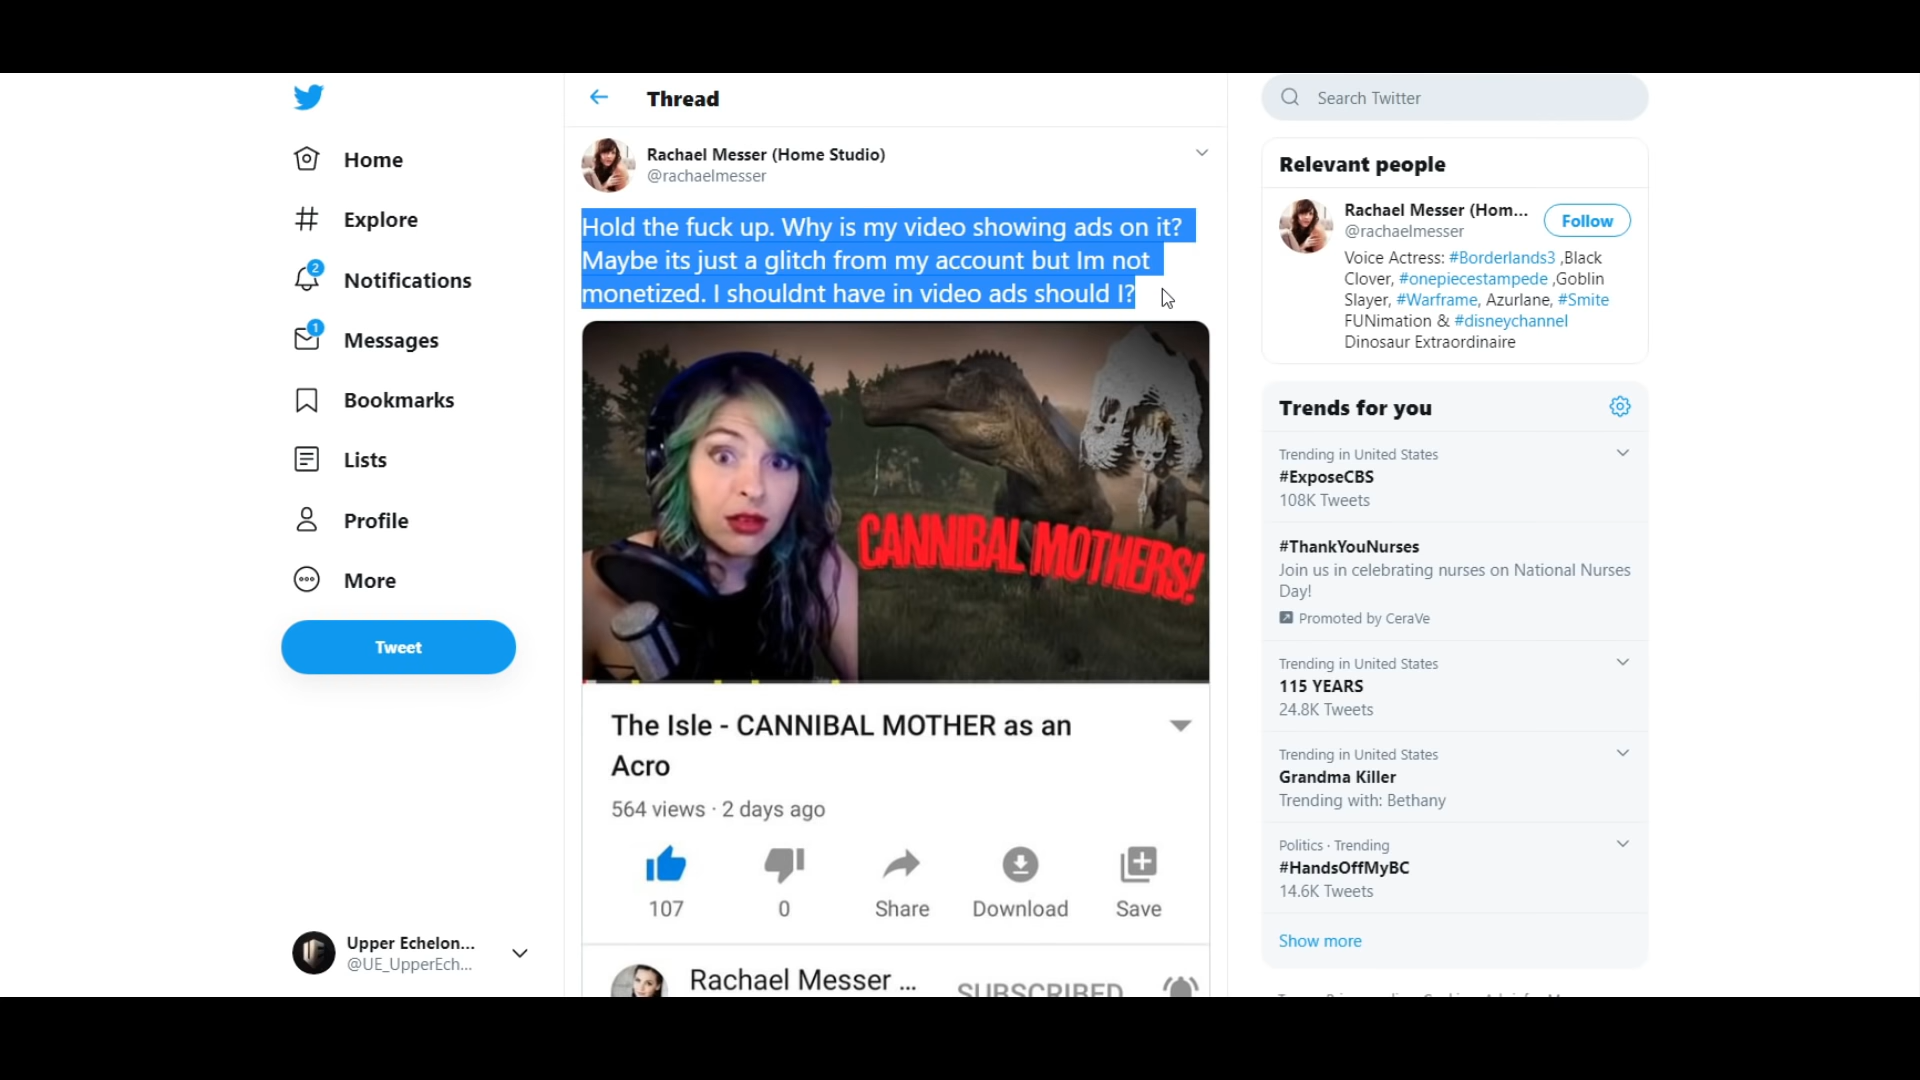 Thread
Search Twitter
Home
Explore
2
Notifications
1
Messages
Bookmarks
Lists
Profile
More
Tweet
Upper Echelon...
@UE_UpperEch...
Rachael Messer (Home Studio)
@rachaelmesser
Hold the fuck up. Why is my video showing ads on it?
Maybe its just a glitch from my account but Im not
monetized. I shouldnt have in video ads should I?
CANNIBAL MOTHERS!
The Isle - CANNIBAL MOTHER as an
Acro
564 views · 2 days ago
107
0
Share
Download
Save
Rachael Messer ...
SUBSCRIBED
Relevant people
Rachael Messer (Hom...
@rachaelmesser
Follow
Voice Actress: #Borderlands3 ,Black
Clover, #onepiecestampede ,Goblin
Slayer, #Warframe, Azurlane, #Smite
FUNimation & #disneychannel
Dinosaur Extraordinaire
Trends for you
Trending in United States
#ExposeCBS
108K Tweets
#ThankYouNurses
Join us in celebrating nurses on National Nurses
Day!
Promoted by CeraVe
Trending in United States
115 YEARS
24.8K Tweets
Trending in United States
Grandma Killer
Trending with: Bethany
Politics · Trending
#HandsOffMyBC
14.6K Tweets
Show more